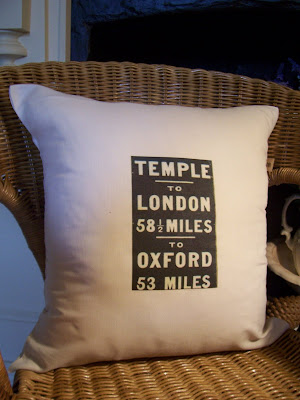 TEMPLE
TO
LONDON
58½ MILES
TO
OXFORD
53 MILES